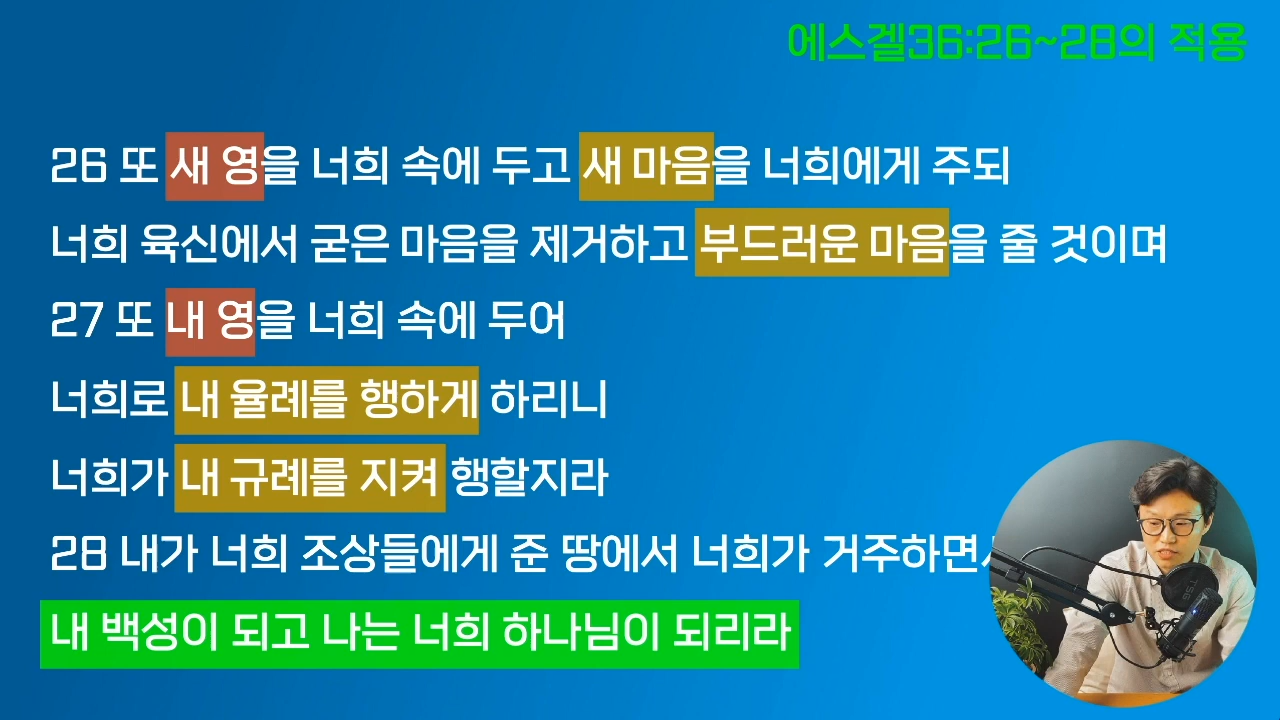 에스겔36:26~28의 적용
26 또 새 영을 너희 속에 두고 새 마음을 너희에게 주되
너희 육신에서 굳은 마음을 제거하고 부드러운 마음을 줄 것이며
27 또 내 영을 너희 속에 두어
너희로 내 율례를 행하게 하리니
너희가 내 규례를 지켜 행할지라
28 내가 너희 조상들에게 준 땅에서 너희가
내 백성이 되고 나는 너희 하나님이 되리라